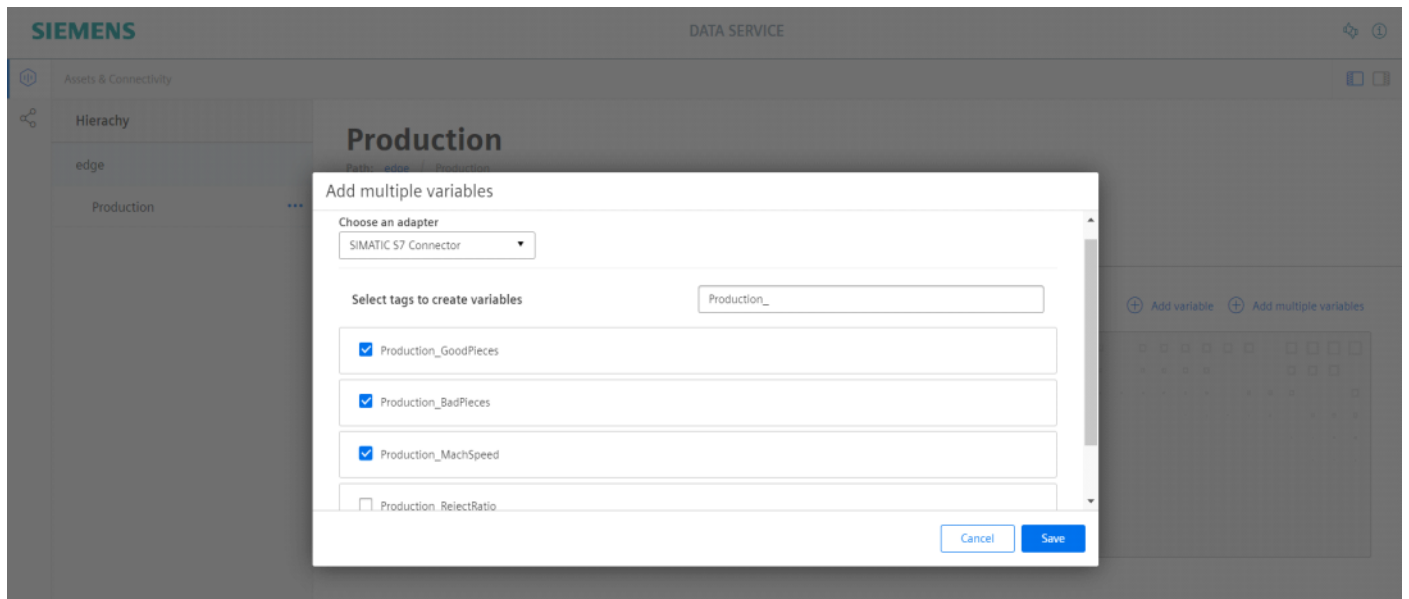 SIEMENS
DATA SERVICE
Assets & Connectivity
Hierachy
edge
Production
Production
Path: edge / Production
Add variable
Add multiple variables
Add multiple variables
Choose an adapter
SIMATIC S7 Connector
Select tags to create variables
Production_
Production_GoodPieces
Production_BadPieces
Production_MachSpeed
Production_RejectRatio
Cancel
Save